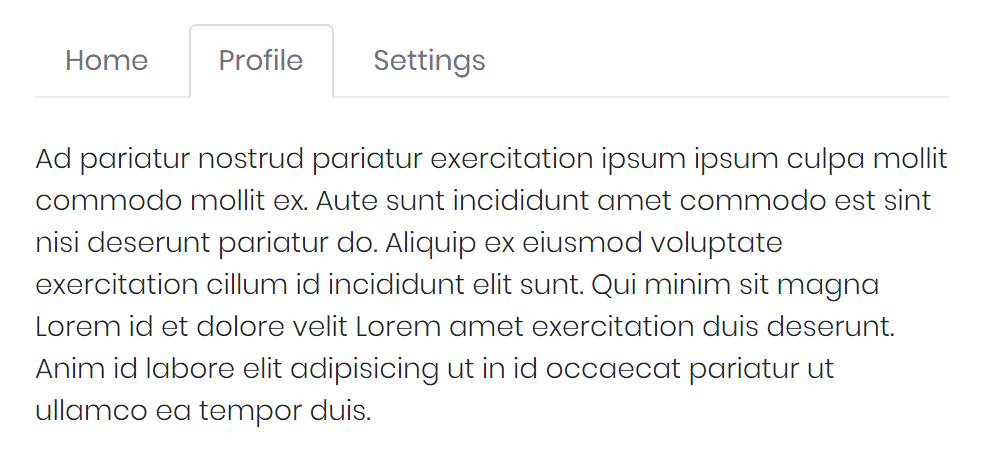 Home Profile Settings
Ad pariatur nostrud pariatur exercitation ipsum ipsum culpa mollit
commodo mollit ex. Aute sunt incididunt amet commodo est sint
nisi deserunt pariatur do. Aliquip ex eiusmod voluptate
exercitation cillum id incididunt elit sunt. Qui minim sit magna
Lorem id et dolore velit Lorem amet exercitation duis deserunt.
Anim id labore elit adipisicing ut in id occaecat pariatur ut
ullamco ea tempor duis.